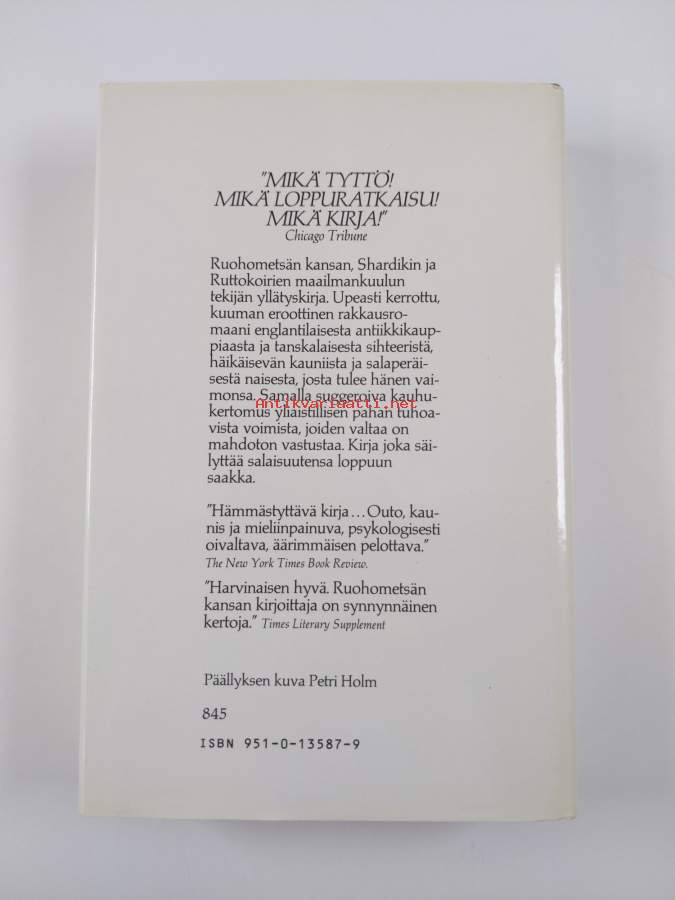 "MIKÄ TYTTÖ!
MIKÄ LOPPURATKAISU!
MIKÄ KIRJA!"
Chicago Tribune
Ruohometsän kansan, Shardikin ja
Ruttokoirien maailmankuulun
tekijän yllätyskirja. Upeasti kerrottu,
kuuman eroottinen rakkausro-
maani englantilaisesta antiikkikaup-
piaasta ja tanskalaisesta sihteeristä,
häikäisevän kauniista ja salaperäi-
sestä naisesta, josta tulee hänen vai-
monsa. Samalla suggeroiva kauhu-
Antikvariaatti.net
kertomus yliaistillisen pahan tuhoa-
vista voimista, joiden valtaa on
mahdoton vastustaa. Kirja joka säi-
lyttää salaisuutensa loppuun
saakka.
"Hämmästyttävä kirja ... Outo, kau-
nis ja mieliinpainuva, psykologisesti
oivaltava, äärimmäisen pelottava."
The New York Times Book Review.
"Harvinaisen hyvä. Ruohometsän
kansan kirjoittaja on synnynnäinen
kertoja." Times Literary Supplement
Päällyksen kuva Petri Holm
845
ISBN 951-0-13587-9